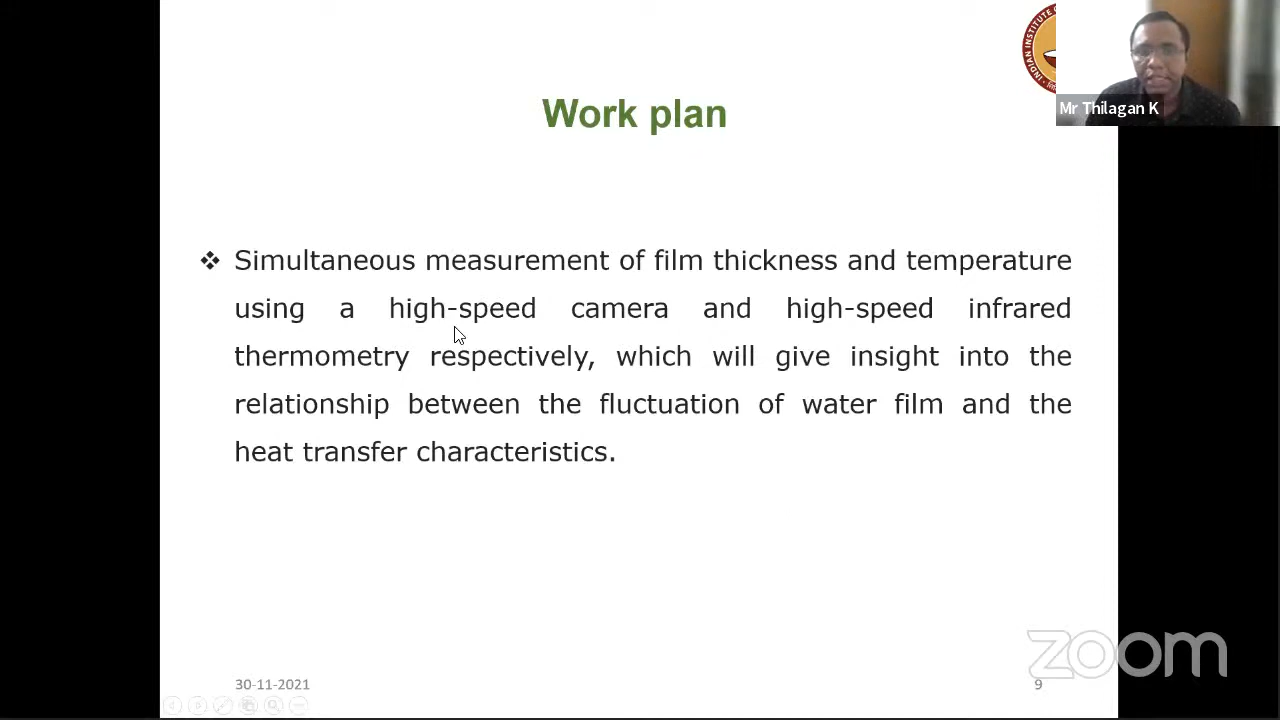 INDIAN INSTITUTE
Mr Thilagan K
Work plan
❖ Simultaneous measurement of film thickness and temperature
using a high-speed camera and high-speed infrared
thermometry respectively, which will give insight into the
relationship between the fluctuation of water film and the
heat transfer characteristics.
zoom
30-11-2021
9